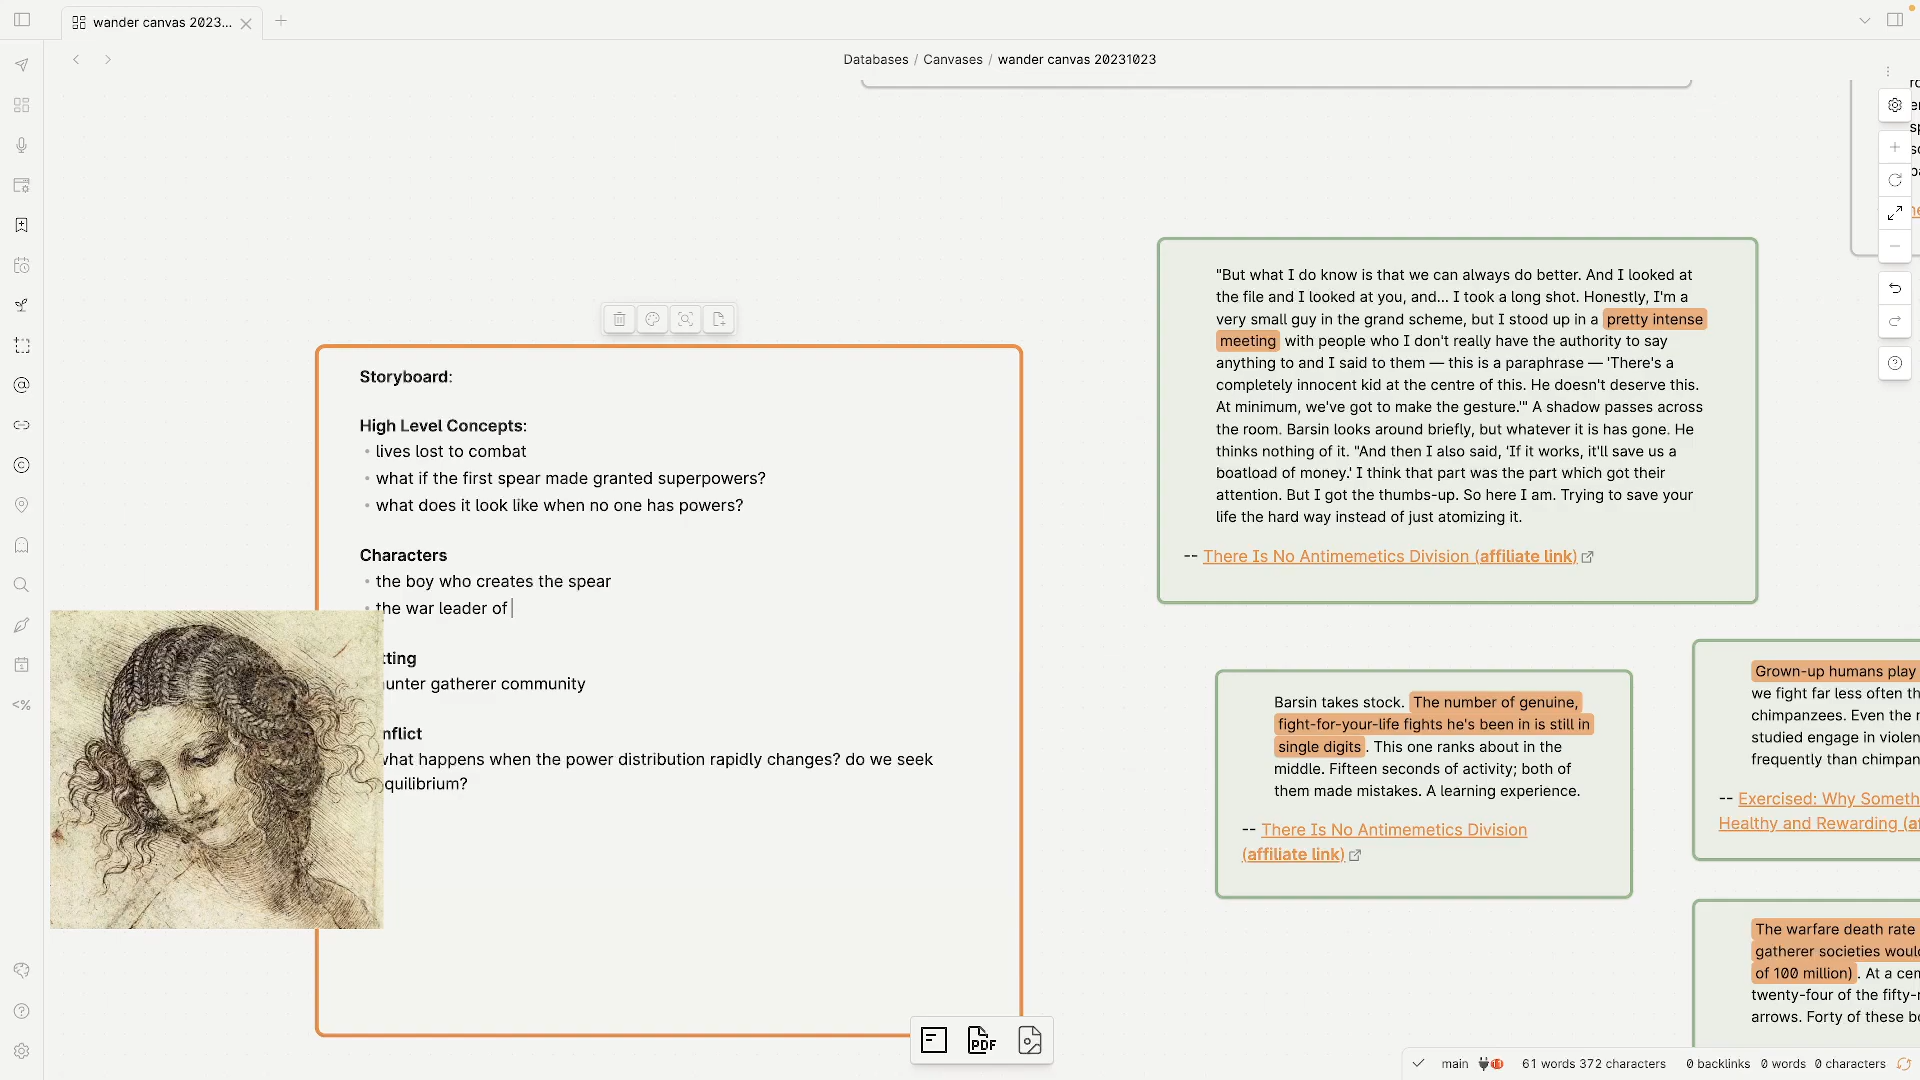 wander canvas 2023...
Databases / Canvases / wander canvas 20231023
Storyboard:
High Level Concepts:
lives lost to combat
what if the first spear made granted superpowers?
what does it look like when no one has powers?
Characters
the boy who creates the spear
the war leader of
tting
hunter gatherer community
nflict
what happens when the power distribution rapidly changes? do we seek
quilibrium?
"But what I do know is that we can always do better. And I looked at
the file and I looked at you, and... I took a long shot. Honestly, I'm a
very small guy in the grand scheme, but I stood up in a pretty intense
meeting with people who I don't really have the authority to say
anything to and I said to them — this is a paraphrase — 'There's a
completely innocent kid at the centre of this. He doesn't deserve this.
At minimum, we've got to make the gesture.'" A shadow passes across
the room. Barsin looks around briefly, but whatever it is has gone. He
thinks nothing of it. "And then I also said, 'If it works, it'll save us a
boatload of money.' I think that part was the part which got their
attention. But I got the thumbs-up. So here I am. Trying to save your
life the hard way instead of just atomizing it.
-- There Is No Antimemetics Division (affiliate link)
Barsin takes stock. The number of genuine,
fight-for-your-life fights he's been in is still in
single digits. This one ranks about in the
middle. Fifteen seconds of activity; both of
them made mistakes. A learning experience.
-- There Is No Antimemetics Division
(affiliate link)
Grown-up humans play
we fight far less often th
chimpanzees. Even the
studied engage in violen
frequently than chimpan
-- Exercised: Why Someth
Healthy and Rewarding (a
The warfare death rate
gatherer societies woul
of 100 million). At a cem
twenty-four of the fifty-
arrows. Forty of these b
main
61 words 372 characters
0 backlinks 0 words 0 characters